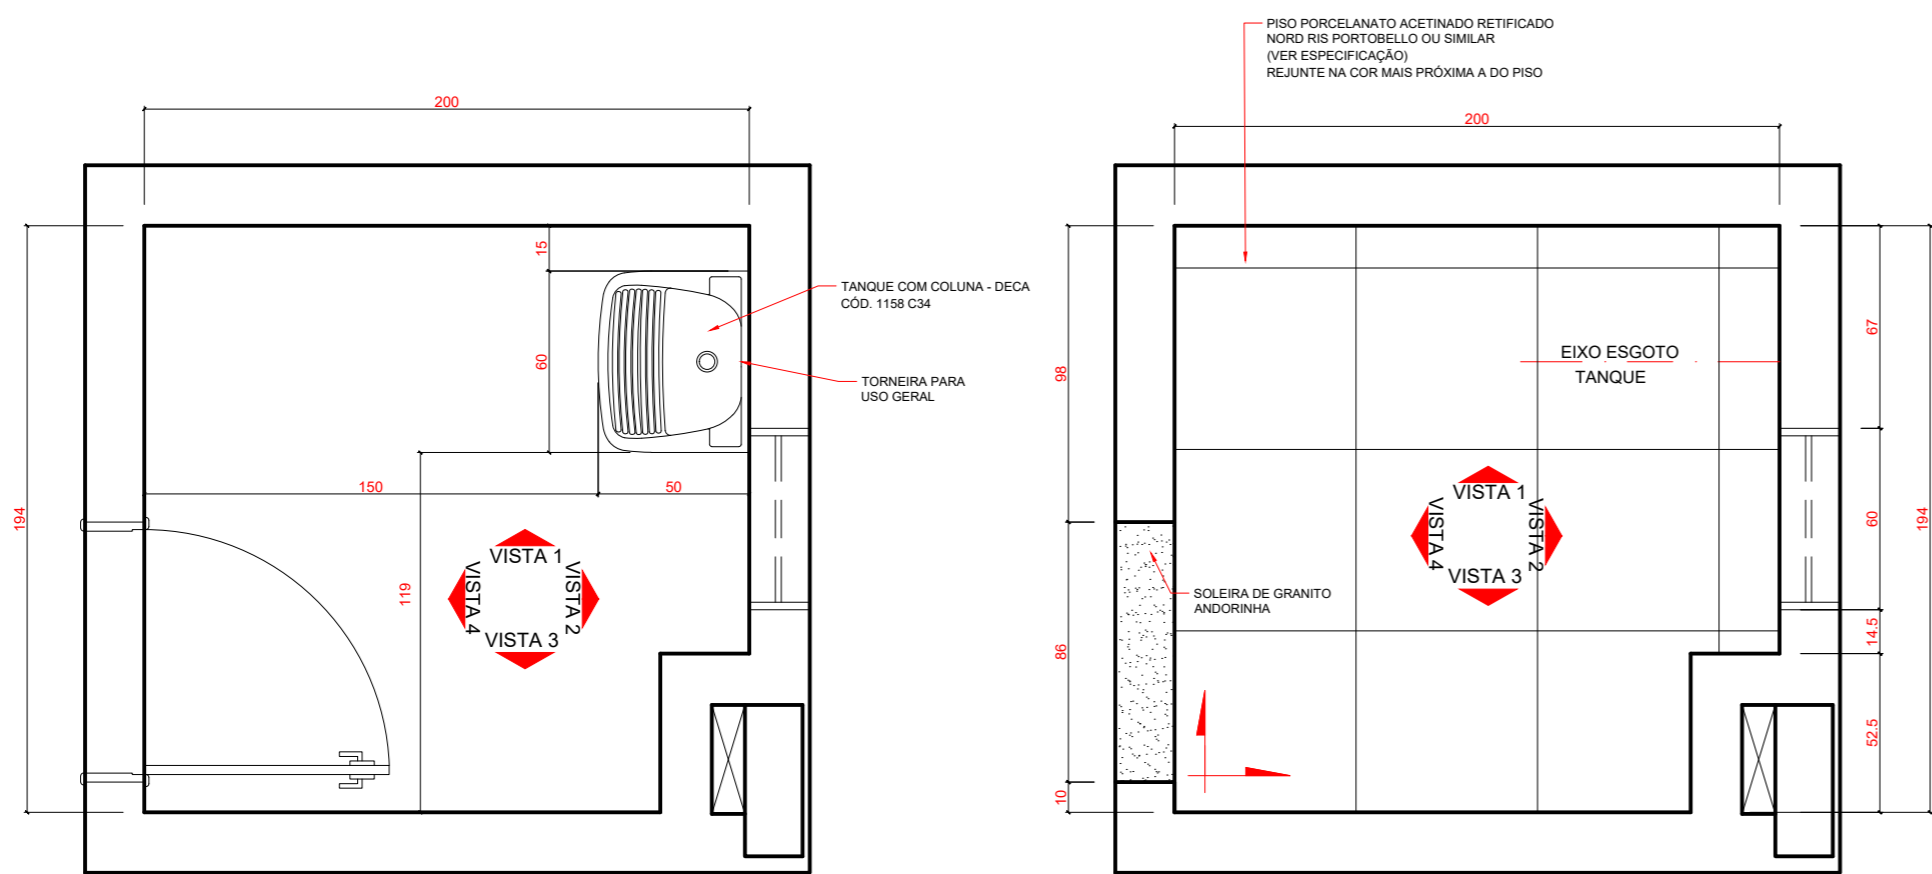 200
194
15
60
150
50
119
TANQUE COM COLUNA - DECA
CÓD. 1158 C34
TORNEIRA PARA
USO GERAL
VISTA 1
VISTA 2
VISTA 3
VISTA 4
PISO PORCELANATO ACETINADO RETIFICADO
NORD RIS PORTOBELLO OU SIMILAR
(VER ESPECIFICAÇÃO)
REJUNTE NA COR MAIS PRÓXIMA A DO PISO
200
98
86
10
67
60
14.5
52.5
194
EIXO ESGOTO
TANQUE
VISTA 1
VISTA 2
VISTA 3
VISTA 4
SOLEIRA DE GRANITO
ANDORINHA